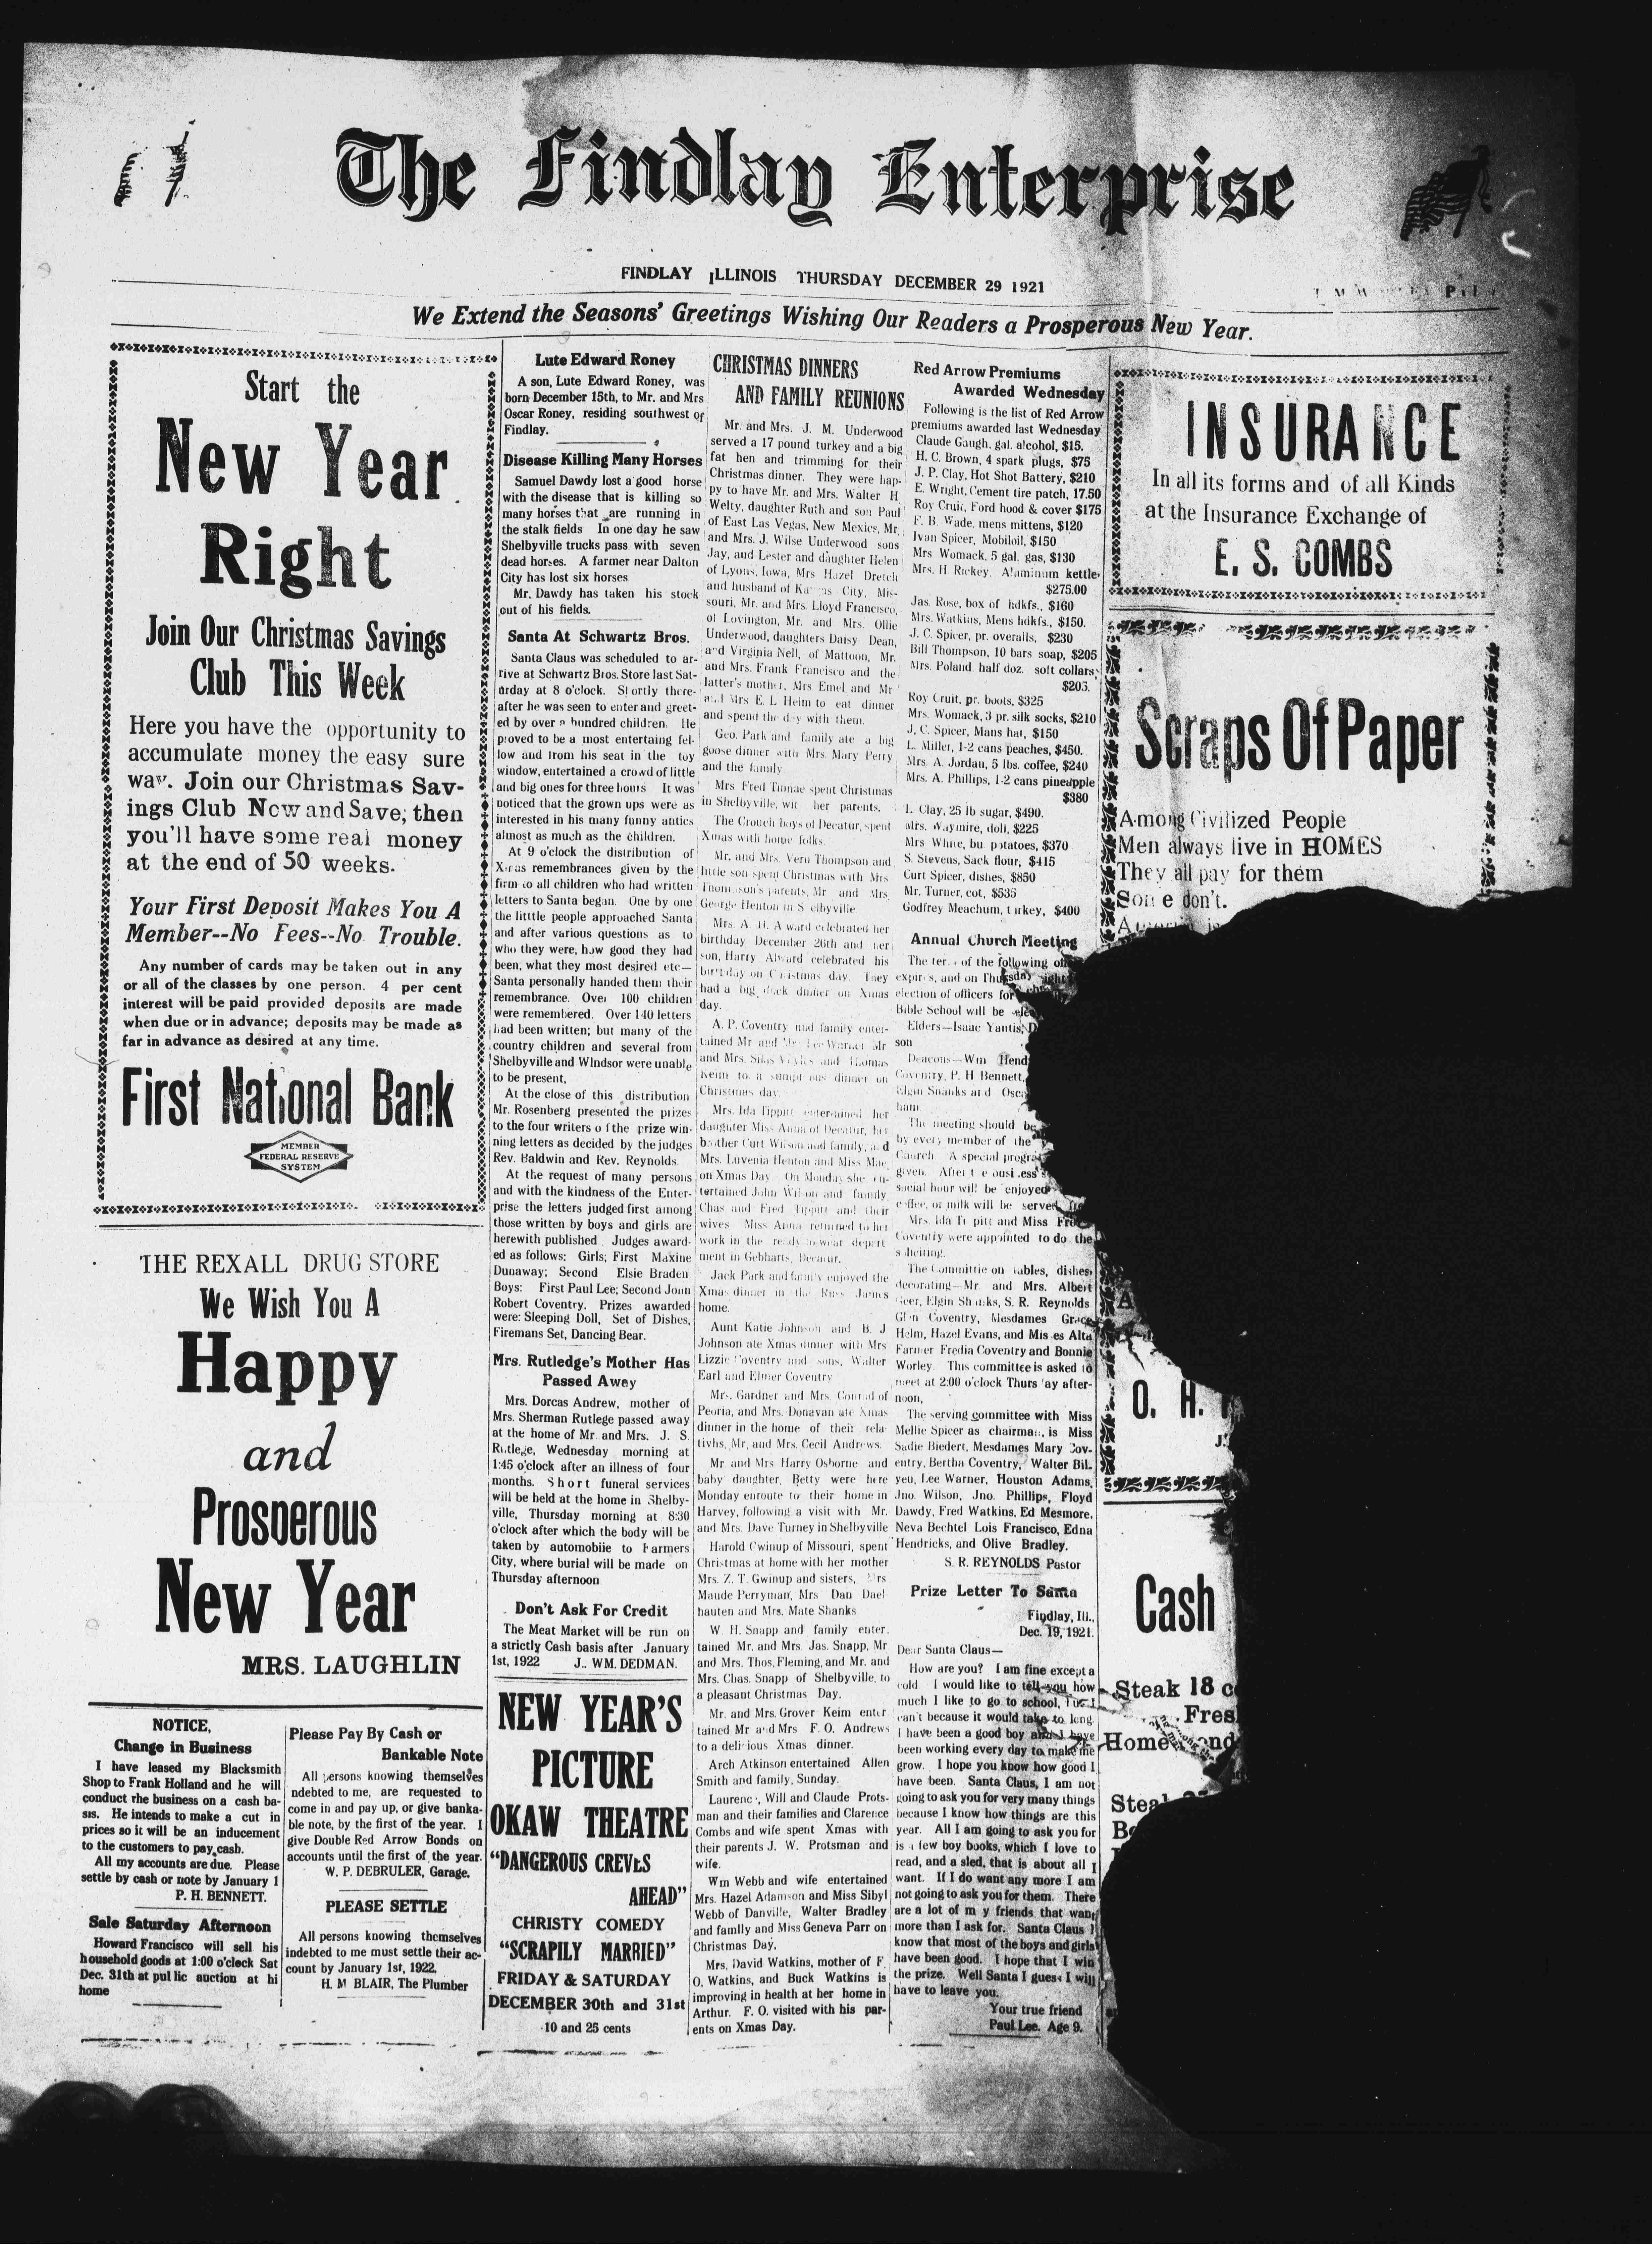 The Findlay Enterprise
FINDLAY ILLINOIS THURSDAY DECEMBER 29 1921
We Extend the Seasons' Greetings Wishing Our Readers a Prosperous New Year.
Start the
New Year
Right
Join Our Christmas Savings
Club This Week
Here you have the opportunity to
accumulate money the easy sure
way. Join our Christmas Sav-
ings Club Now and Save, then
you'll have some real money
at the end of 50 weeks.
Your First Deposit Makes You A
Member--No Fees--No Trouble.
Any number of cards may be taken out in any
or all of the classes by one person. 4 per cent
interest will be paid provided deposits are made
when due or in advance; deposits may be made as
far in advance as desired at any time.
First National Bank
MEMBER
FEDERAL RESERVE
SYSTEM
THE REXALL DRUG STORE
We Wish You A
Happy
and
Prosperous
New Year
MRS. LAUGHLIN
NOTICE,
Change in Business
I have leased my Blacksmith
Shop to Frank Holland and he will
conduct rhe business on a cash ba-
sis. He intends to make a cut in
prices so it will be an inducement
to the customers to pay cash.
All my accounts are due. Please
settle by cash or note by January 1
P. H. BENNETT.
Sale Saturday Afternoon
Howard Francisco will sell his
household goods at 1:00 o'clock Sat
Dec. 31th at pul lic auction at hi
home
Please Pay By Cash or
Bankable Note
All persons knowing themselves
ndebted to me, are requested to
come in and pay up, or give banka-
ble note, by the first of the year. I
give Double Red Arrow Bonds on
accounts until the first of the year.
W. P. DEBRULER, Garage.
PLEASE SETTLE
All persons knowing themselves
indebted to me must settle their ac-
count by January 1st, 1922.
H. M BLAIR, The Plumber
Lute Edward Roney
A son, Lute Edward Roney, was
born December 15th, to Mr. and Mrs
Oscar Roney, residing southwest of
Findlay.
Disease Killing Many Horses
Samuel Dawdy lost a good horse
with the disease that is killing so
many horses that are running in
the stalk fields In one day he saw
Shelbyville trucks pass with seven
dead horses. A farmer near Dalton
City has lost six horses
Mr. Dawdy has taken his stock
out of his fields.
Santa At Schwartz Bros.
Santa Claus was scheduled to ar-
rive at Schwartz Bros. Store last Sat-
urday at 8 o'clock. Shortly there-
after he was seen to enter and greet-
ed by over a hundred children. He
proved to be a most entertaing fel-
low and from his seat in the toy
window, entertained a crowd of little
and big ones for three hours It was
noticed that the grown ups were as
interested in his many funny antics
almost as much as the children.
At 9 o'clock the distribution of
Xmas remembrances given by the
firm to all children who had written
letters to Santa began. One by one
the little people approached Santa
and after various questions as to
who they were, how good they had
been, what they most desired etc—
Santa personally handed them their
remembrance. Over 100 children
were remembered. Over 140 letters
had been written; but many of the
country children and several from
Shelbyville and WIndsor were unable
to be present,
At the close of this distribution
Mr. Rosenberg presented the prizes
to the four writers of the prize win-
ning letters as decided by the judges
Rev. Baldwin and Rev. Reynolds.
At the request of many persons
and with the kindness of the Enter-
prise the letters judged first among
those written by boys and girls are
herewith published Judges award-
ed as follows: Girls; First Maxine
Dunaway; Second Elsie Braden
Boys: First Paul Lee; Second John
Robert Coventry. Prizes awarded
were: Sleeping Doll, Set of Dishes,
Firemans Set, Dancing Bear.
Mrs. Rutledge's Mother Has
Passed Awey
Mrs. Dorcas Andrew, mother of
Mrs. Sherman Rutlege passed away
at the home of Mr. and Mrs. J. S.
Rutlege, Wednesday morning at
1:45 o'clock after an illness of four
months. Short funeral services
will be held at the home in Shelby-
ville, Thursday morning at 8:30
o'clock after which the body will be
taken by automobile to Farmers
City, where burial will be made on
Thursday afternoon
Don't Ask For Credit
The Meat Market will be run on
a strictly Cash basis after January
1st, 1922 J.. WM. DEDMAN.
NEW YEAR'S
PICTURE
OKAW THEATRE
"DANGEROUS CREVES
AHEAD"
CHRISTY COMEDY
"SCRAPILY MARRIED"
FRIDAY & SATURDAY
DECEMBER 30th and 31st
10 and 25 cents
CHRISTMAS DINNERS
AND FAMILY REUNIONS
Mr. and Mrs. J. M. Underwood
served a 17 pound turkey and a big
fat hen and trimming for their
Christmas dinner. They were hap-
py to have Mr. and Mrs. Walter H
Welty, daughter Ruth and son Paul
of East Las Vegas, New Mexics, Mr.
and Mrs. J. Wilse Underwood sons
Jay, and Lester and daughter Helen
of Lyons, Iowa, Mrs Hazel Dretch
and husband of Kansas City, Mis-
souri, Mr. and Mrs. Lloyd Francisco,
of Lovington, Mr. and Mrs. Ollie
Underwood, daughters Daisy Dean,
and Virginia Nell, of Mattoon, Mr.
and Mrs. Frank Francisco and the
latter's mother, Mrs. Emel and Mr
and Mrs E. L Helm to eat dinner
and spend the day with them.
Geo. Park and family ate a big
goose dinner with Mrs. Mary Perry
and the family
Mrs Fred Timae spent Christmas
in Shelbyville, wit her parents.
The Crouch boys of Decatur, spent
Xmas with home folks.
Mr. and Mrs. Vern Thompson and
little son spent Christmas with Mrs
Thompson's parents, Mr and Mrs.
George Henton in S elbyville
Mrs. A. H. Award celebrated her
birthday December 26th and her
son, Harry Alward celebrated his
birthday on Christmas day. They
had a big duck dinner on Xmas
day.
A. P. Coventry and family enter-
tained Mr and Mrs Lee Warner Mr
and Mrs. Silas and Thomas
Keim to a sumptuous dinner on
Christmas day.
Mrs. Ida Tippitt entertained her
daughter Miss Anna of Decatur, her
brother Curt Wilson and family, and
Mrs. Luvenia Henton and Miss Mae,
on Xmas Day On Monday she en-
tertained John Wilson and family,
Chas and Fred Tippitt and their
wives Miss Anna returned to her
work in the ready to wear depart
ment in Gebharts, Decatur.
Jack Park and family enjoyed the
Xmas dinner in the Russ James
home.
Aunt Katie Johnson and B. J
Johnson ate Xmas dinner with Mrs
Lizzie Coventry and sons, Walter
Earl and Elmer Coventry
Mrs. Gardner and Mrs. Conrad of
Peoria, and Mrs. Donavan ate Xmas
dinner in the home of their rela-
tivhs, Mr, and Mrs. Cecil Andrews.
Mr and Mrs Harry Osborne and
baby daughter, Betty were here
Monday enroute to their home in
Harvey, following a visit with Mr.
and Mrs. Dave Turney in Shelbyville
Harold Gwinup of Missouri, spent
Christmas at home with her mother
Mrs. Z. T. Gwinup and sisters, Mrs
Maude Perryman, Mrs Dan Dael-
hauten and Mrs. Mate Shanks
W. H. Snapp and family enter.
tained Mr. and Mrs Jas. Snapp, Mr
and Mrs. Thos, Fleming, and Mr. and
Mrs. Chas. Snapp of Shelbyville, to
a pleasant Christmas Day.
Mr. and Mrs. Grover Keim enter
tained Mr and Mrs F. O. Andrews
to a delicious Xmas dinner.
Arch Atkinson entertained Allen
Smith and family, Sunday.
Laurence, Will and Claude Prots-
man and their families and Clarence
Combs and wife spent Xmas with
their parents J. W. Protsman and
wife.
Wm Webb and wife entertained
Mrs. Hazel Adamson and Miss Sibyl
Webb of Danville, Walter Bradley
and family and Miss Geneva Parr on
Christmas Day,
Mrs, David Watkins, mother of F.
O, Watkins, and Buck Watkins is
improving in health at her home in
Arthur. F. O. visited with his par-
ents on Xmas Day.
Red Arrow Premiums
Awarded Wednesday
Following is the list of Red Arrow
premiums awarded last Wednesday
Claude Gaugh, gal. alcohol, $15.
H. C. Brown, 4 spark plugs, $75
J. P. Clay, Hot Shot Battery, $210
E. Wright, Cement tire patch, 17.50
Roy Cruit, Ford hood & cover $175
F. B. Wade, mens mittens, $120
Ivan Spicer, Mobiloil, $150
Mrs Womack, 5 gal. gas, $130
Mrs. H Rickey. Aluminum kettle
$275.00
Jas. Rose, box of hdkfs., $160
Mrs. Watkins, Mens hdkfs., $150.
J. C. Spicer, pr. overalls, $230
Bill Thompson, 10 bars soap, $205
Mrs. Poland half doz. soft collars
$205.
Roy Cruit, pr. boots, $325
Mrs. Womack, 3 pr. silk socks, $210
J. C. Spicer, Mans hat, $150
L. Miller, 1-2 cans peaches, $450.
Mrs. A. Jordan, 5 lbs. coffee, $240
Mrs. A. Phillips, 1-2 cans pineapple
$380
L. Clay, 25 lb sugar, $490.
Mrs. Waymire, doll, $225
Mrs White, bu. potatoes, $370
S. Stevens, Sack flour, $415
Curt Spicer, dishes, $850
Mr. Turner, cot, $535
Godfrey Meachum, turkey, $400
Annual Church Meeting
The ter of the following of
expires, and on Thursday night
election of officers for
Bible School will be ele
Elders—Isaac Yantis,
son
Deacons—Wm Hend
Coventry, P. H Bennett,
Elgin Shanks and Osca
ham
The meeting should be
by every member of the
Church A special progra
given. After the business
social hour will be enjoyed
coffee, or milk will be served
Mrs. Ida Ti pitt and Miss
Coventry were appointed to do the
soliciting.
The Committie on tables, dishes,
decorating—Mr. and Mrs. Albert
Geer, Elgin Shanks, S. R. Reynolds
Glen Coventry, Mesdames Grace
Helm, Hazel Evans, and Mis es Alta
Farmer Fredia Coventry and Bonnie
Worley. This committee is asked to
meet at 2:00 o'clock Thurs ay after-
noon,
The serving committee with Miss
Mellie Spicer as chairman, is Miss
Sadie Biedert, Mesdames Mary Cov-
entry, Bertha Coventry, Walter Bil-
yeu, Lee Warner, Houston Adams,
Jno. Wilson, Jno. Phillips, Floyd
Dawdy, Fred Watkins, Ed Mesmore,
Neva Bechtel Lois Francisco, Edna
Hendricks, and Olive Bradley.
S. R. REYNOLDS Pastor
Prize Letter To Santa
Findlay, Ill.,
Dec. 19, 1921.
Dear Santa Claus—
How are you? I am fine except a
cold. I would like to tell you how
much I like to go to school, but I
can't because it would take to long.
I have been a good boy and I have
been working every day to make me
grow. I hope you know how good I
have been. Santa Claus, I am not
going to ask you for very many things
because I know how things are this
year. All I am going to ask you for
is a few boy books, which I love to
read, and a sled, that is about all I
want. If I do want any more I am
not going to ask you for them. There
are a lot of m y friends that want
more than I ask for. Santa Claus I
know that most of the boys and girls
have been good. I hope that I win
the prize. Well Santa I guess I will
have to leave you.
Your true friend
Paul Lee. Age 9.
INSURANCE
In all its forms and of all Kinds
at the Insurance Exchange of
E. S. COMBS
Scraps Of Paper
Among Civilized People
Men always live in HOMES
They all pay for them
Some don't.
A
O. H.
J.
Cash
Steak 18 c
Fres
Home
Steak